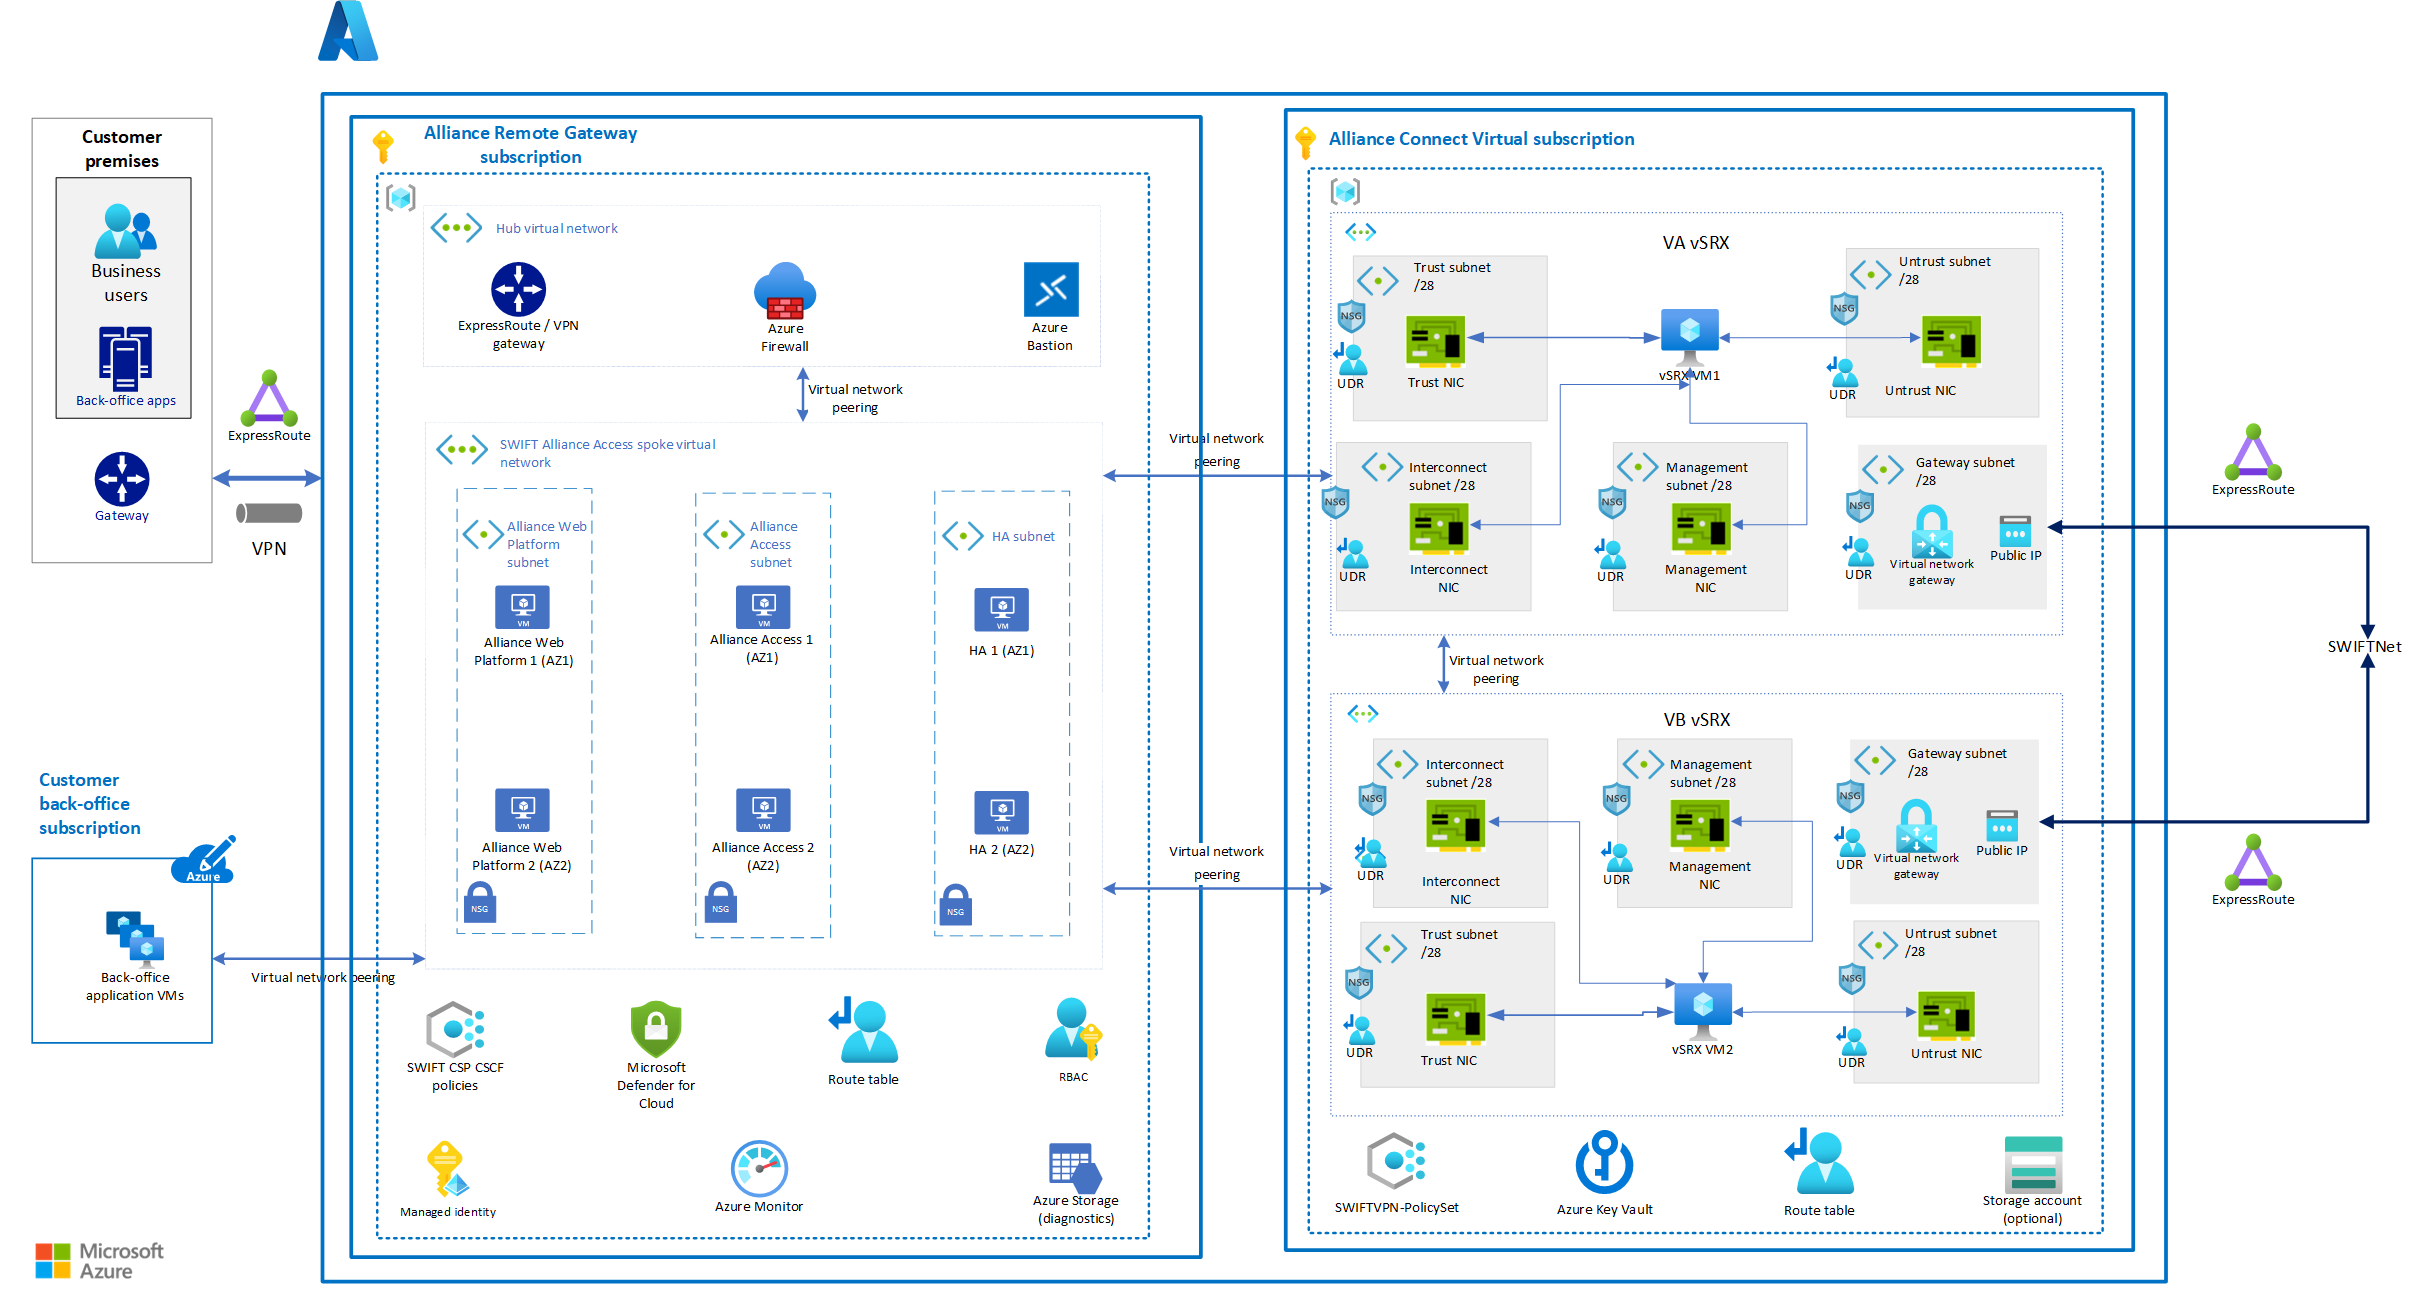 Customer
premises
Business
users
Back-office apps
Gateway
ExpressRoute
VPN
Customer
back-office
subscription
Azure
Back-office
application VMs
Virtual network peering
Microsoft
Azure
Alliance Remote Gateway
subscription
Hub virtual network
ExpressRoute / VPN
gateway
Azure
Firewall
Azure
Bastion
Virtual network
peering
SWIFT Alliance Access spoke virtual
network
Alliance Web
Platform
subnet
VM
Alliance Web
Platform 1 (AZ1)
VM
Alliance Web
Platform 2 (AZ2)
NSG
Alliance
Access
subnet
VM
Alliance Access 1
(AZ1)
VM
Alliance Access 2
(AZ2)
NSG
HA subnet
VM
HA 1 (AZ1)
VM
HA 2 (AZ2)
NSG
SWIFT CSP CSCF
policies
Microsoft
Defender for
Cloud
Route table
RBAC
Managed identity
Azure Monitor
Azure Storage
(diagnostics)
Virtual network
peering
Virtual network
peering
Alliance Connect Virtual subscription
VA vSRX
Trust subnet
/28
NSG
UDR
Trust NIC
vSRX VM1
Untrust subnet
/28
NSG
UDR
Untrust NIC
Interconnect
subnet /28
NSG
UDR
Interconnect
NIC
Management
subnet /28
NSG
UDR
Management
NIC
Gateway subnet
/28
NSG
UDR
Virtual network
gateway
Public IP
Virtual network
peering
VB vSRX
Interconnect
subnet /28
NSG
UDR
Interconnect
NIC
Management
subnet /28
NSG
UDR
Management
NIC
Gateway subnet
/28
NSG
UDR
Virtual network
gateway
Public IP
Trust subnet
/28
NSG
UDR
Trust NIC
vSRX VM2
Untrust subnet
/28
NSG
UDR
Untrust NIC
SWIFTVPN-PolicySet
Azure Key Vault
Route table
Storage account
(optional)
ExpressRoute
SWIFTNet
ExpressRoute